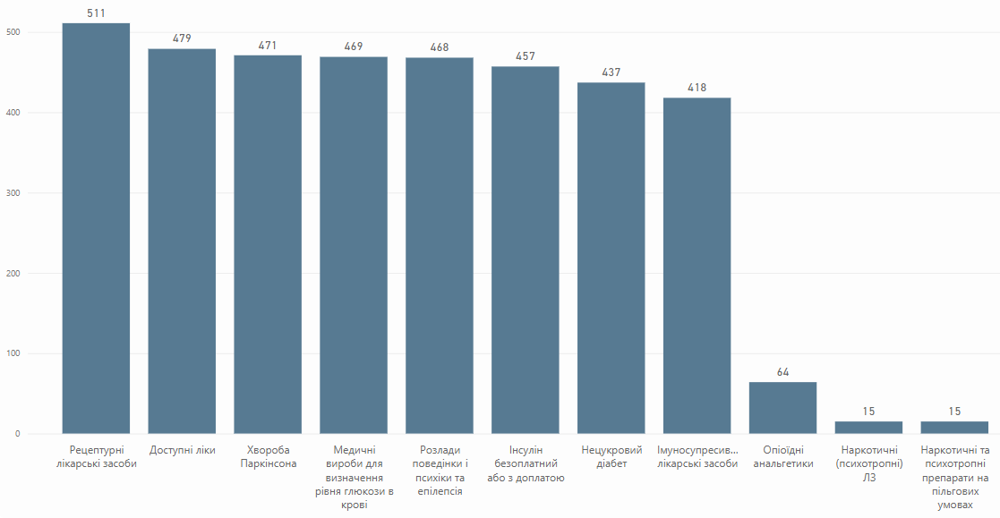 511
479
471
469
468
457
437
418
64
15
15
500
400
300
200
100
0
Рецептурні
лікарські засоби
Доступні ліки
Хвороба
Паркінсона
Медичні
вироби для
визначення
рівня глюкози в
крові
Розлади
поведінки і
психіки та
епілепсія
Інсулін
безоплатний
або з доплатою
Нецукровий
діабет
Імуносупресив...
лікарські засоби
Опіоїдні
анальгетики
Наркотичні
(психотропні)
ЛЗ
Наркотичні та
психотропні
препарати на
пільгових
умовах